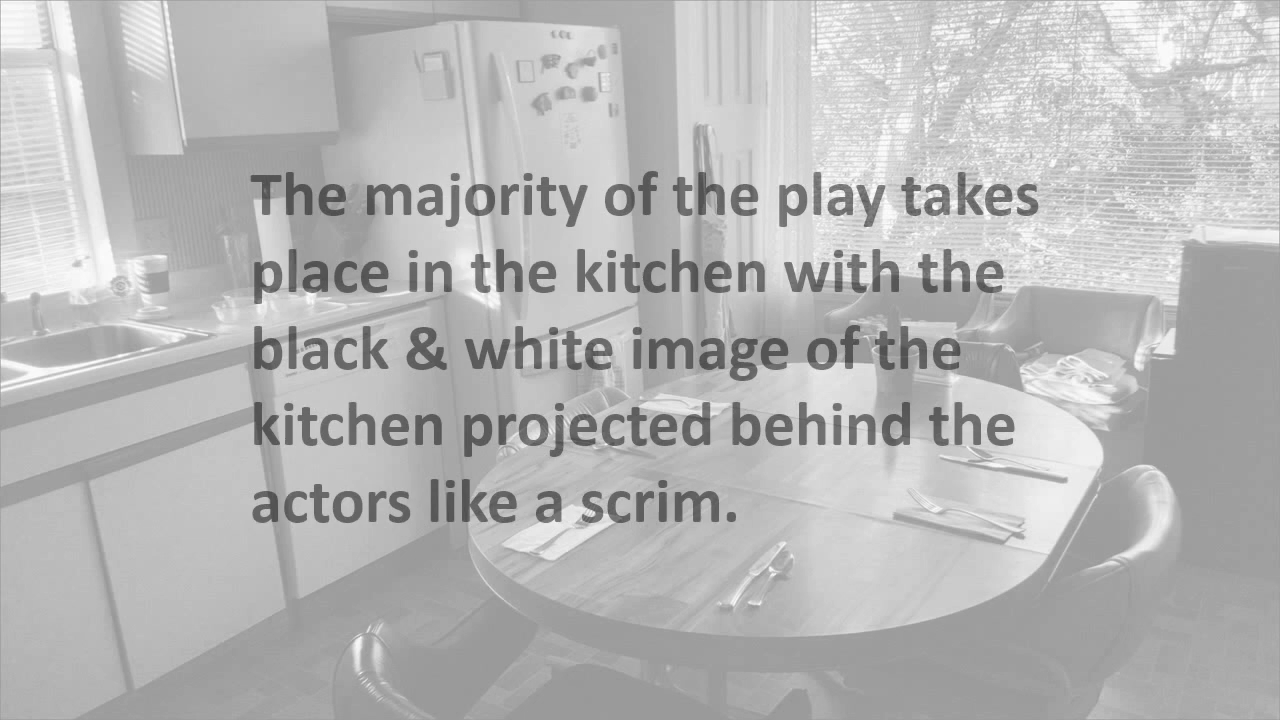 The majority of the play takes
place in the kitchen with the
black & white image of the
kitchen projected behind the
actors like a scrim.